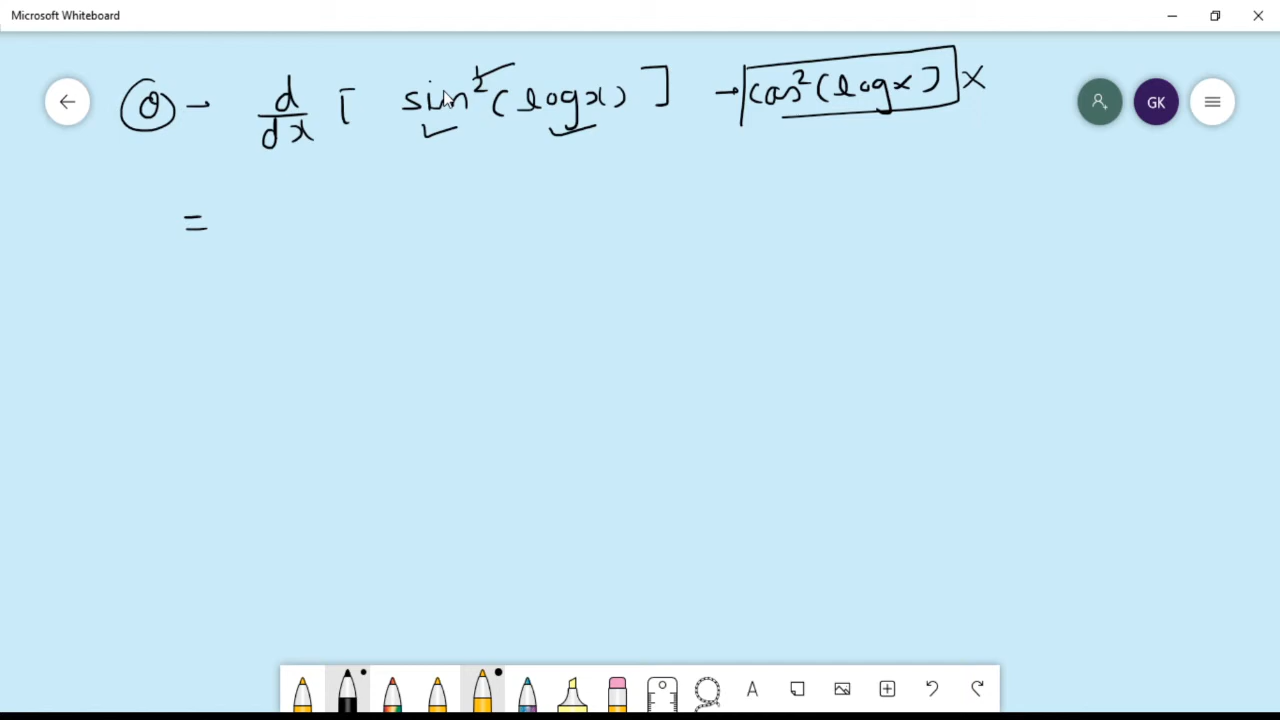 Microsoft Whiteboard
Q → d/dx [ sin²(logx) ] → cos²(logx) X
GK
=
A